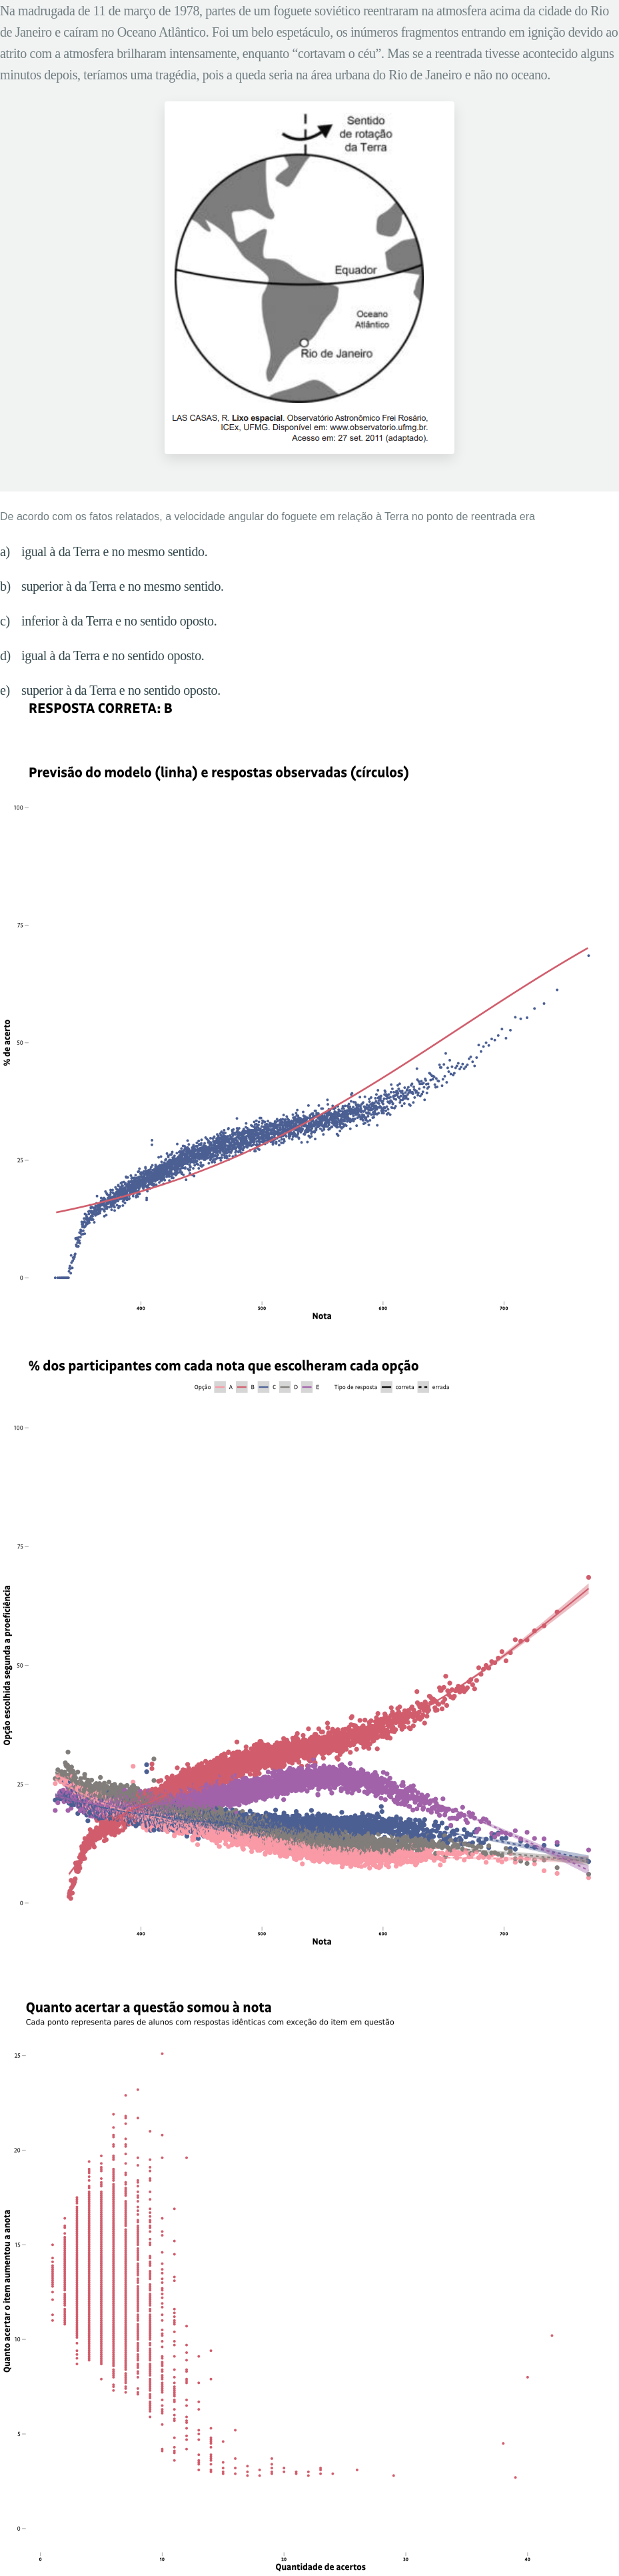 Na madrugada de 11 de março de 1978, partes de um foguete soviético reentraram na atmosfera acima da cidade do Rio
de Janeiro e caíram no Oceano Atlântico. Foi um belo espetáculo, os inúmeros fragmentos entrando em ignição devido ao
atrito com a atmosfera brilharam intensamente, enquanto “cortavam o céu”. Mas se a reentrada tivesse acontecido alguns
minutos depois, teríamos uma tragédia, pois a queda seria na área urbana do Rio de Janeiro e não no oceano.
Sentido
de rotação
da Terra
Equador
Oceano
Atlântico
Rio de Janeiro
LAS CASAS, R. Lixo espacial. Observatório Astronômico Frei Rosário,
ICEx, UFMG. Disponível em: www.observatorio.ufmg.br.
Acesso em: 27 set. 2011 (adaptado).
De acordo com os fatos relatados, a velocidade angular do foguete em relação à Terra no ponto de reentrada era
a) igual à da Terra e no mesmo sentido.
b) superior à da Terra e no mesmo sentido.
c) inferior à da Terra e no sentido oposto.
d) igual à da Terra e no sentido oposto.
e) superior à da Terra e no sentido oposto.
RESPOSTA CORRETA: B
Previsão do modelo (linha) e respostas observadas (círculos)
100
75
% de acerto
50
25
0
400 500 600 700
Nota
% dos participantes com cada nota que escolheram cada opção
Opção A B C D E Tipo de resposta correta errada
100
75
Opção escolhida segunda a proeficiência
50
25
0
400 500 600 700
Nota
Quanto acertar a questão somou à nota
Cada ponto representa pares de alunos com respostas idênticas com exceção do item em questão
25
20
Quanto acertar o item aumentou a anota
15
10
5
0
0 10 20 30 40
Quantidade de acertos